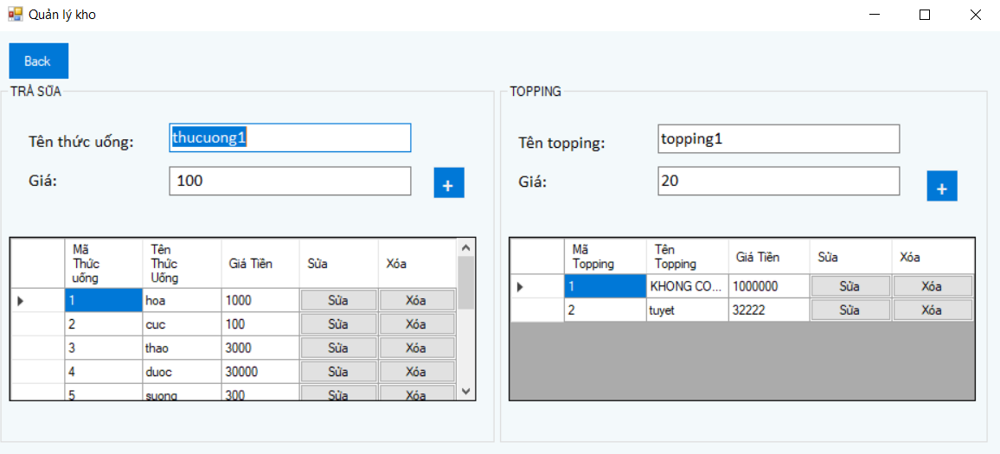 Quản lý kho
Back
TRÀ SỮA
Tên thức uống: thucuong1
Giá: 100 +
Mã Thức uống Tên Thức Uống Giá Tiền Sửa Xóa
1 hoa 1000 Sửa Xóa
2 cuc 100 Sửa Xóa
3 thao 3000 Sửa Xóa
4 duoc 30000 Sửa Xóa
5 suong 300 Sửa Xóa
TOPPING
Tên topping: topping1
Giá: 20 +
Mã Topping Tên Topping Giá Tiền Sửa Xóa
1 KHONG CO... 1000000 Sửa Xóa
2 tuyet 32222 Sửa Xóa